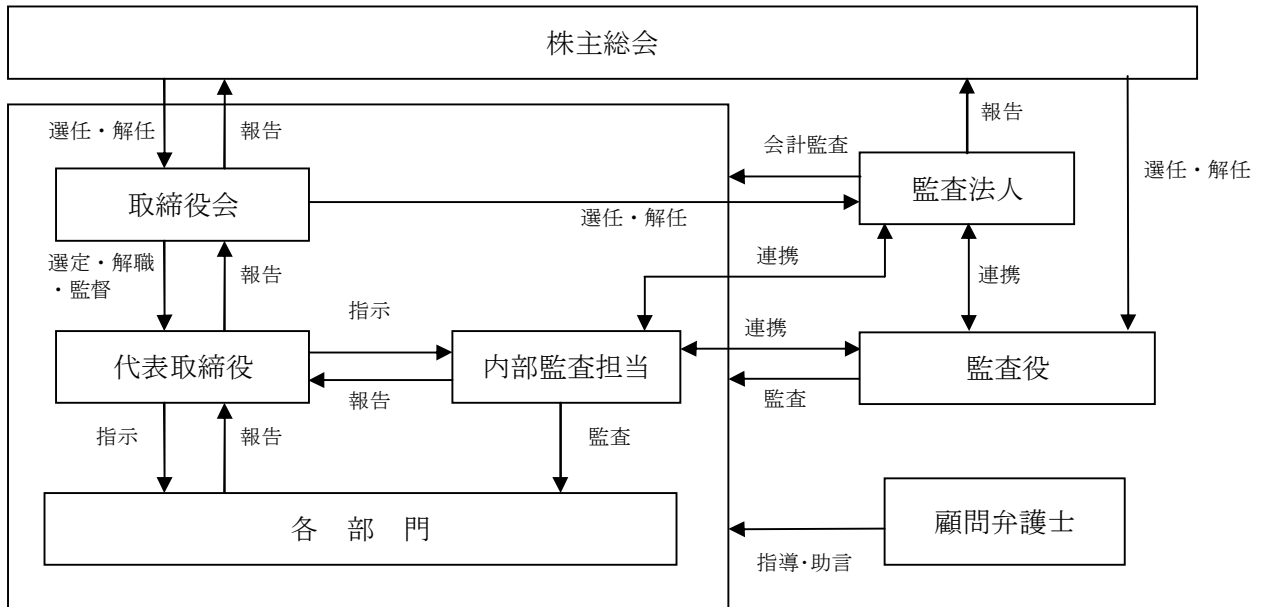 株主総会
選任・解任
報告
報告
会計監査
監査法人
選任・解任
取締役会
選任・解任
選定・解職
・監督
報告
連携
連携
指示
連携
代表取締役
内部監査担当
監査役
報告
監査
指示
報告
監査
各　部　門
顧問弁護士
指導・助言